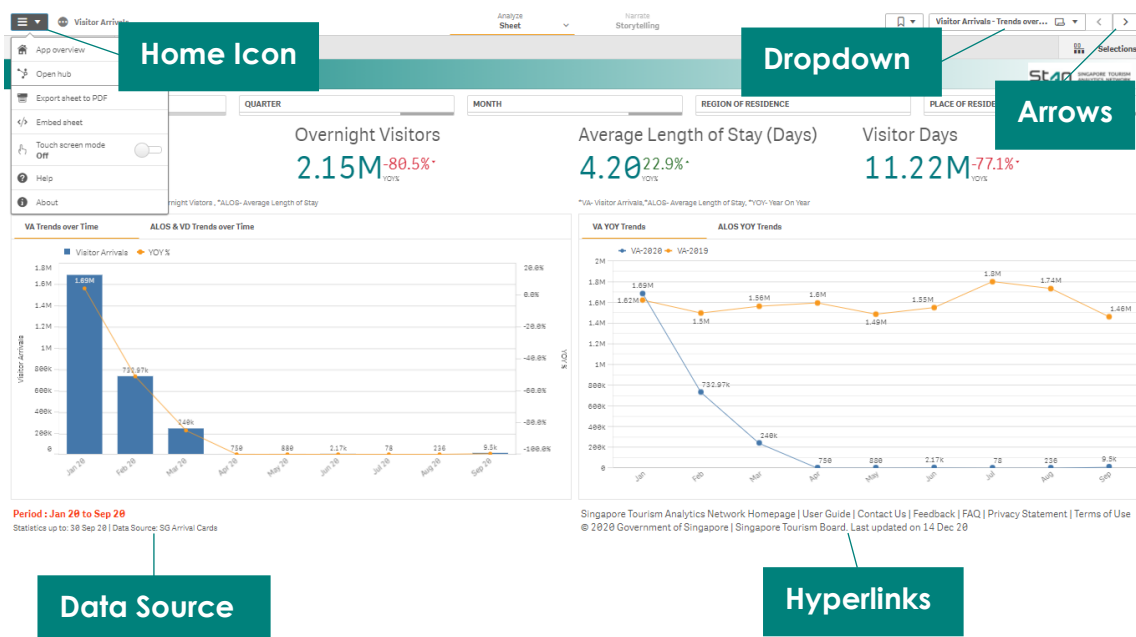 Visitor Arrivals
Analyze
Sheet
Narrate
Storytelling
Visitor Arrivals - Trends over...
Home Icon
Dropdown
Arrows
App overview
Open hub
Export sheet to PDF
Embed sheet
Touch screen mode
Off
Help
About
Selections
STAN SINGAPORE TOURISM
ANALYTICS NETWORK
QUARTER
MONTH
REGION OF RESIDENCE
PLACE OF RESIDE
Overnight Visitors
2.15M -80.5%*
YOY%
Average Length of Stay (Days)
4.20 22.9%*
YOY%
Visitor Days
11.22M -77.1%*
YOY%
Vistors , *ALOS- Average Length of Stay
*VA- Visitor Arrivals,*ALOS- Average Length of Stay, *YOY- Year On Year
VA Trends over Time
ALOS & VD Trends over Time
Visitor Arrivals
YOY %
1.8M
1.6M
1.4M
1.2M
1M
800k
600k
400k
200k
0
Visitor Arrivals
1.69M
732.97k
240k
750
880
2.17k
78
236
9.5k
20.0%
0.0%
-20.0%
-40.0%
-60.0%
-80.0%
-100.0%
YOY %
Jan 20
Feb 20
Mar 20
Apr 20
May 20
Jun 20
Jul 20
Aug 20
Sep 20
VA YOY Trends
ALOS YOY Trends
VA-2020
VA-2019
2M
1.8M
1.6M
1.4M
1.2M
1M
800k
600k
400k
200k
0
1.69M
1.62M
1.5M
1.56M
1.6M
1.49M
1.55M
1.8M
1.74M
1.46M
732.97k
240k
750
880
2.17k
78
236
9.5k
Jan
Feb
Mar
Apr
May
Jun
Jul
Aug
Sep
Period : Jan 20 to Sep 20
Statistics up to: 30 Sep 20 | Data Source: SG Arrival Cards
Singapore Tourism Analytics Network Homepage | User Guide | Contact Us | Feedback | FAQ | Privacy Statement | Terms of Use
© 2020 Government of Singapore | Singapore Tourism Board. Last updated on 14 Dec 20
Data Source
Hyperlinks